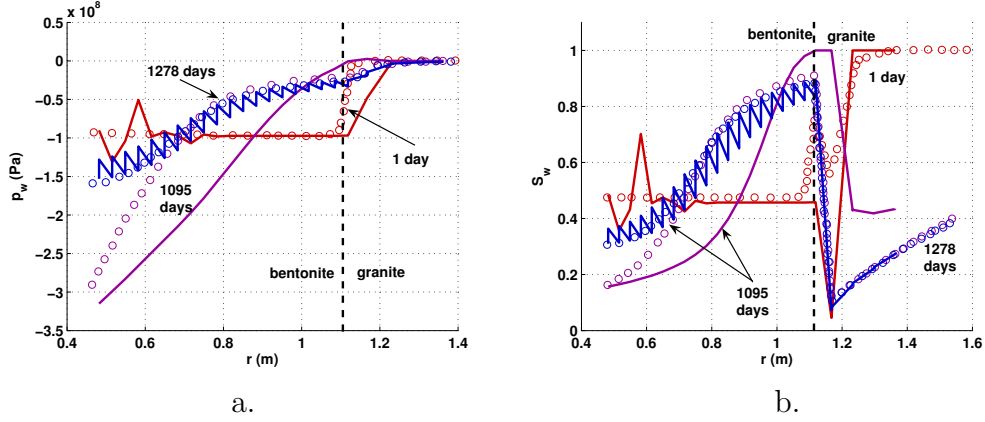 x 10^8
0.5
0
−0.5
−1
−1.5
−2
−2.5
−3
−3.5
0.4
0.6
0.8
1
1.2
1.4
r (m)
p_w (Pa)
1278 days
1 day
1095
days
bentonite
granite
a.
1
0.8
0.6
0.4
0.2
0
0.4
0.6
0.8
1
1.2
1.4
1.6
r (m)
S_w
bentonite
granite
1 day
1095
days
1278
days
b.